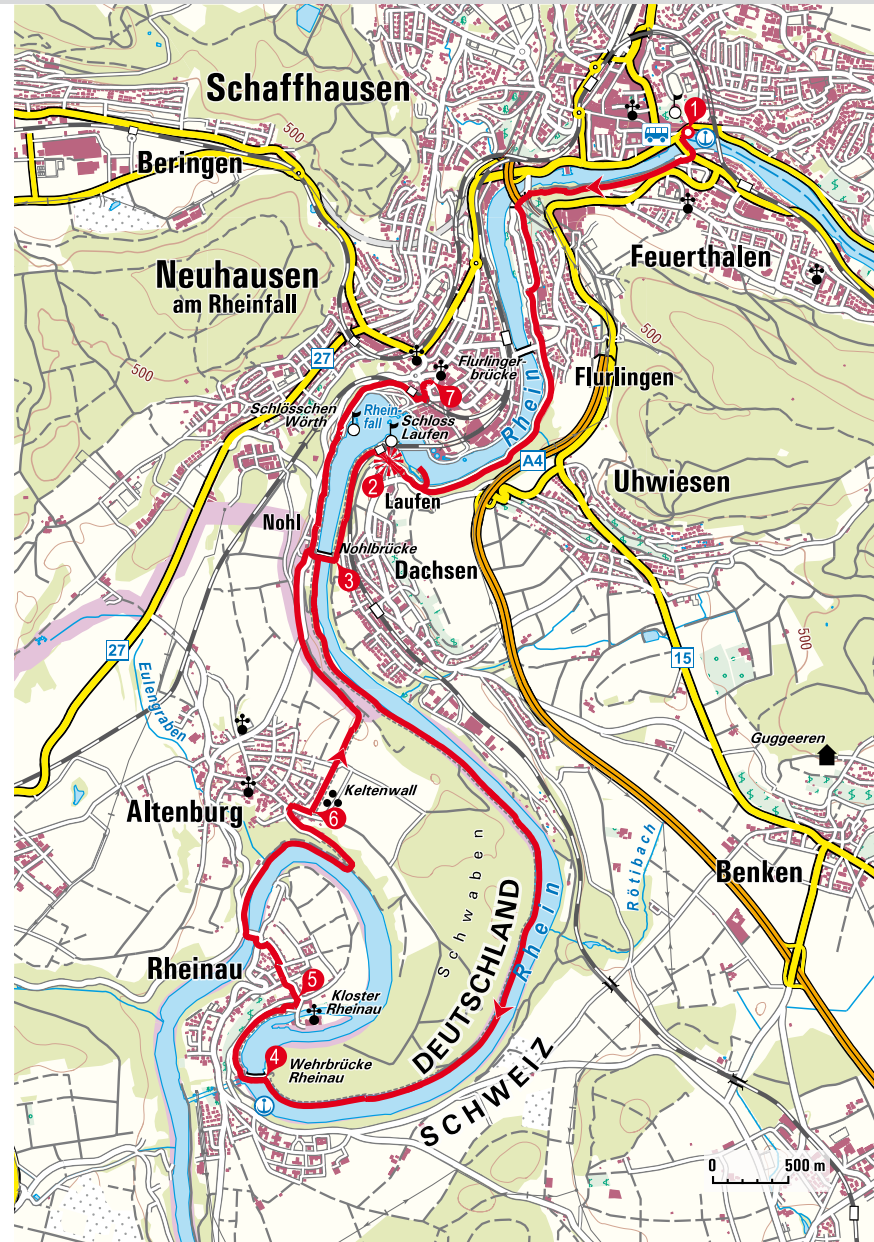 Schaffhausen
500
1
Beringen
Neuhausen
am Rheinfall
Feuerthalen
500
500
27
Flurlinger-
brücke
Flurlingen
Schlösschen
Wörth
Rhein-
fall
7
Schloss
Laufen
Rhein
A4
2
Laufen
Uhwiesen
Nohl
Nohlbrücke
3
Dachsen
27
15
500
Eulengraben
Guggeeren
Keltenwall
Altenburg
6
Schwaben
Rötibach
Benken
DEUTSCHLAND
Rhein
Rheinau
5
Kloster
Rheinau
4
Wehrbrücke
Rheinau
SCHWEIZ
0 500 m